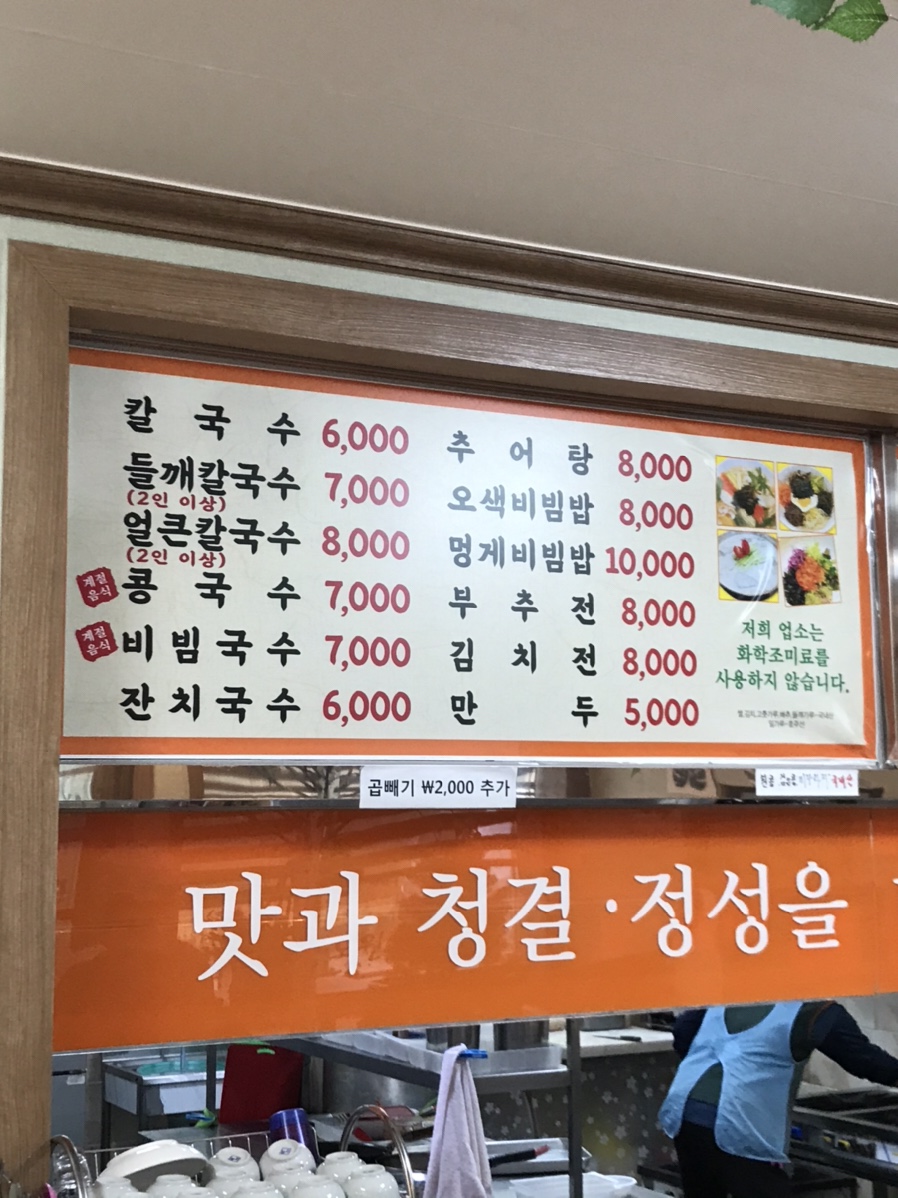 칼국수 6,000
들깨칼국수 7,000
(2인 이상)
얼큰칼국수 8,000
(2인 이상)
계절음식 콩국수 7,000
계절음식 비빔국수 7,000
잔치국수 6,000
추어탕 8,000
오색비빔밥 8,000
멍게비빔밥 10,000
부추전 8,000
김치전 8,000
만두 5,000
저희 업소는
화학조미료를
사용하지 않습니다.
곱빼기 ₩2,000 추가
맛과 청결·정성을